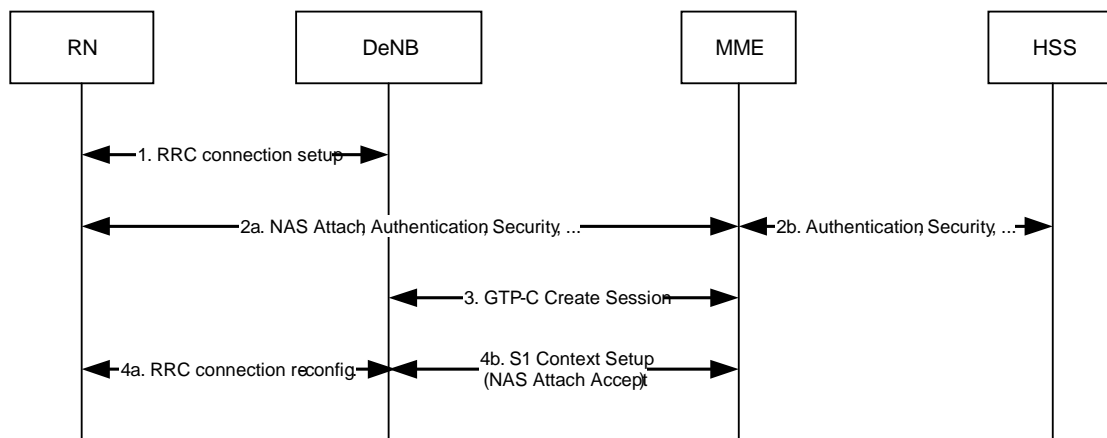 RN
DeNB
MME
HSS
1. RRC connection setup
2a. NAS Attach, Authentication, Security, ...
2b. Authentication, Security, ...
3. GTP-C Create Session
4a. RRC connection reconfig.
4b. S1 Context Setup
(NAS Attach Accept)